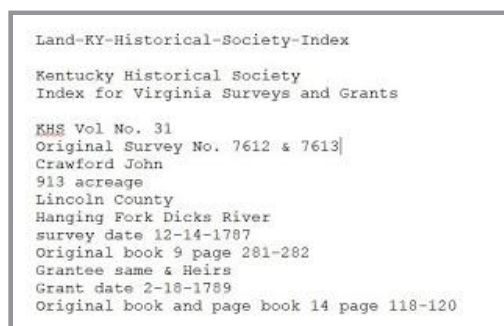 Land-KY-Historical-Society-Index
Kentucky Historical Society
Index for Virginia Surveys and Grants
KHS Vol No. 31
Original Survey No. 7612 & 7613
Crawford John
913 acreage
Lincoln County
Hanging Fork Dicks River
survey date 12-14-1787
Original book 9 page 281-282
Grantee same & Heirs
Grant date 2-18-1789
Original book and page book 14 page 118-120